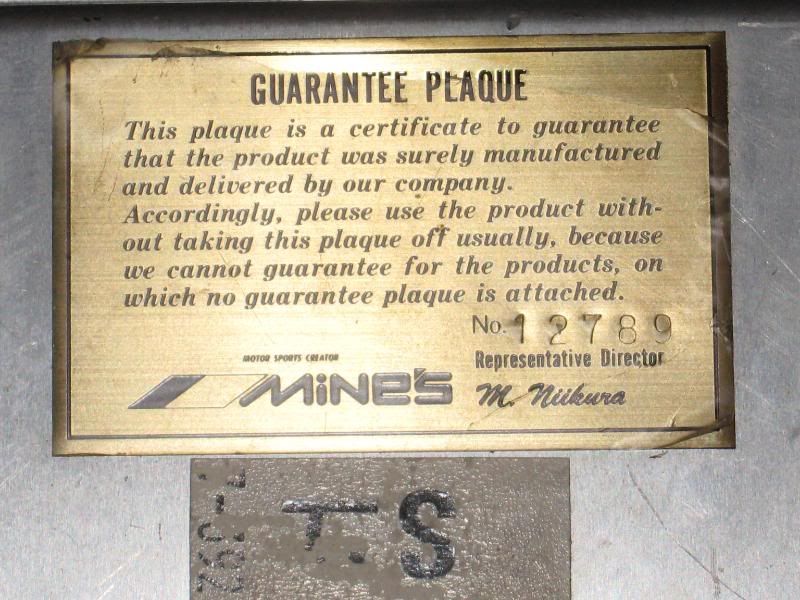 GUARANTEE PLAQUE
This plaque is a certificate to guarantee
that the product was surely manufactured
and delivered by our company.
Accordingly, please use the product with-
out taking this plaque off usually, because
we cannot guarantee for the products, on
which no guarantee plaque is attached.
No. 12789
MOTOR SPORTS CREATOR
Representative Director
MiNe's
M. Niikura
T.S